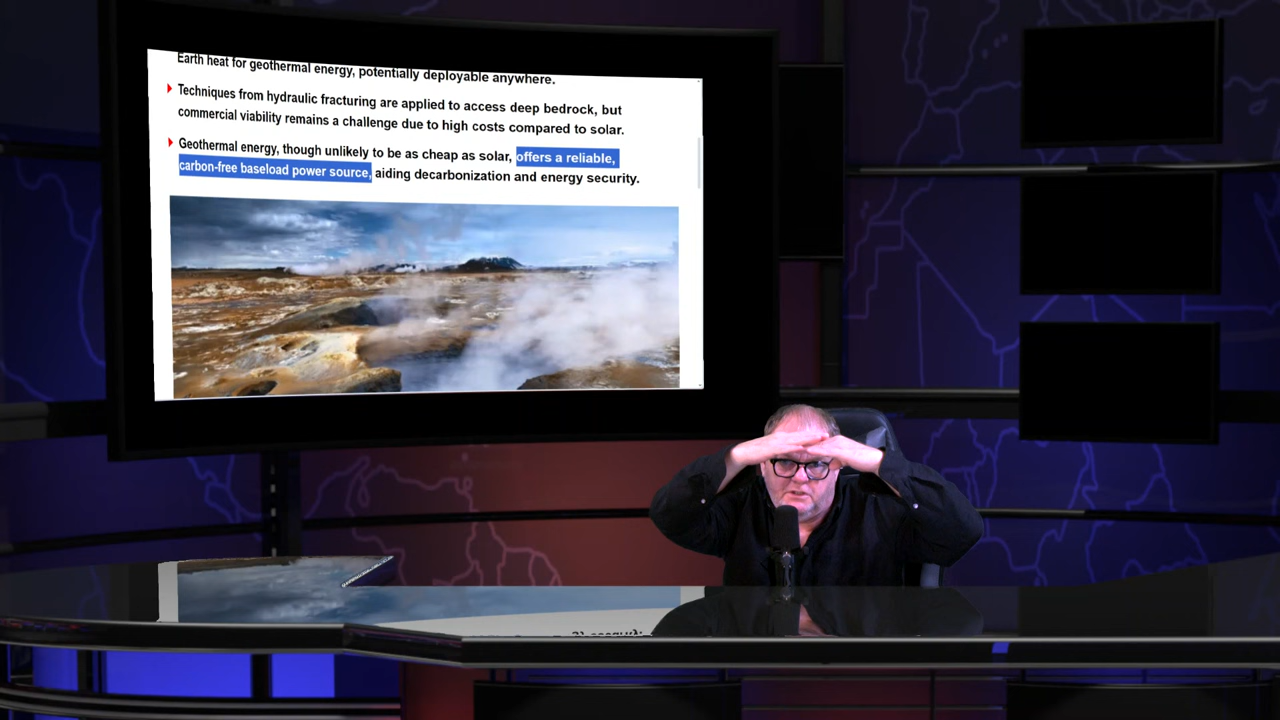 Earth heat for geothermal energy, potentially deployable anywhere.
Techniques from hydraulic fracturing are applied to access deep bedrock, but
commercial viability remains a challenge due to high costs compared to solar.
Geothermal energy, though unlikely to be as cheap as solar, offers a reliable,
carbon-free baseload power source, aiding decarbonization and energy security.